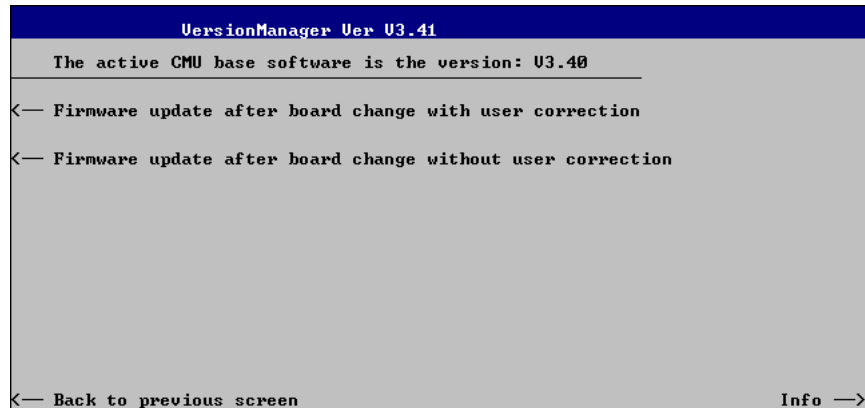 VersionManager Ver V3.41
The active CMU base software is the version: V3.40
<── Firmware update after board change with user correction
<── Firmware update after board change without user correction
<── Back to previous screen
Info ──>